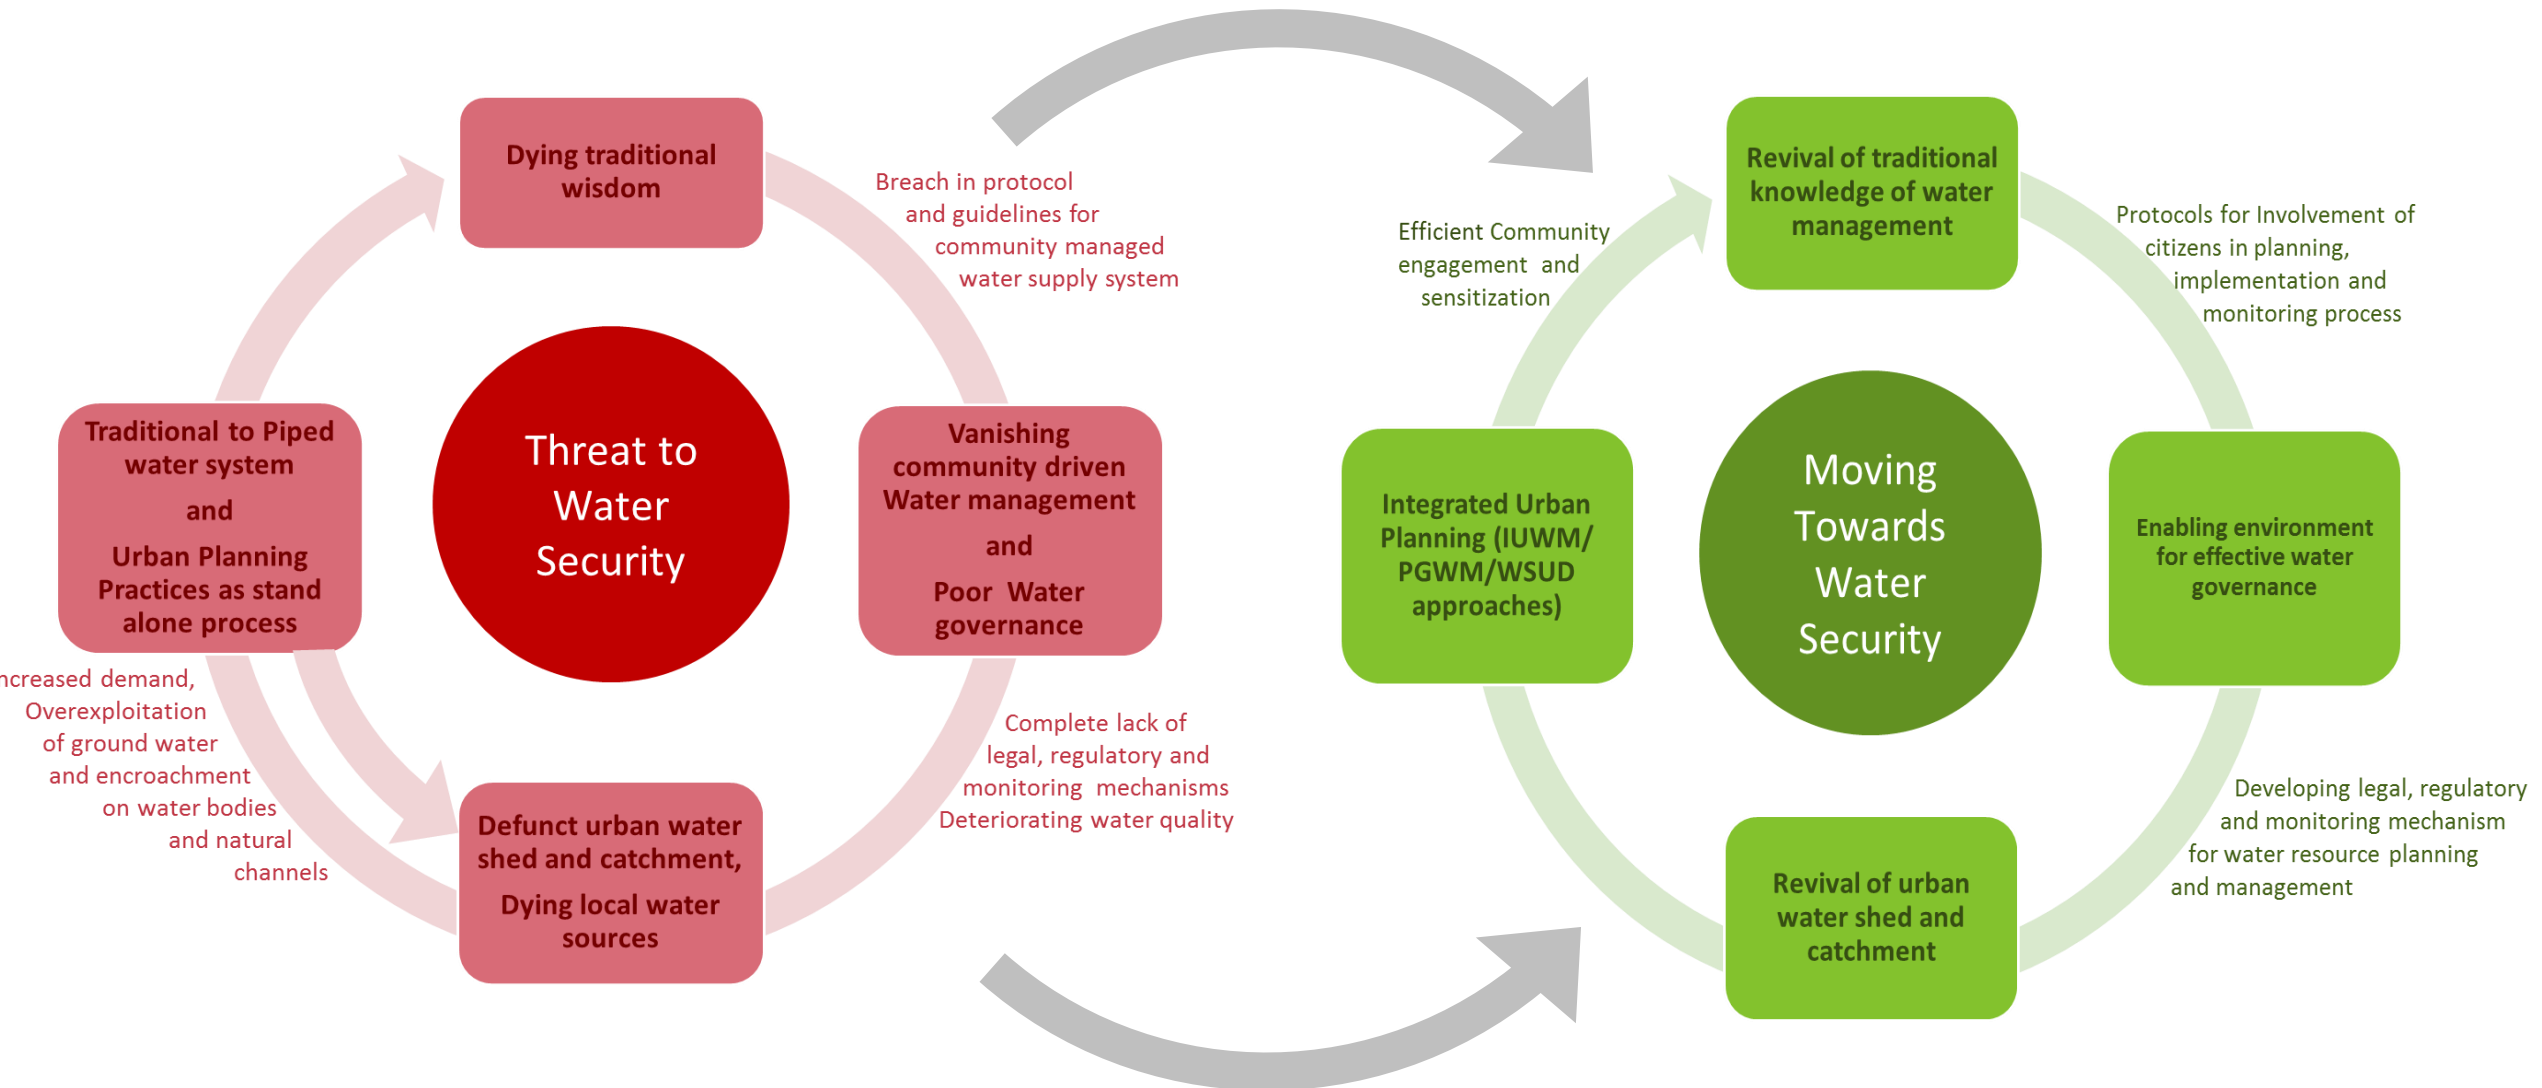 Dying traditional
wisdom
Breach in protocol
and guidelines for
community managed
water supply system
Threat to
Water
Security
Traditional to Piped
water system
and
Urban Planning
Practices as stand
alone process
Vanishing
community driven
Water management
and
Poor Water
governance
ncreased demand,
Overexploitation
of ground water
and encroachment
on water bodies
and natural
channels
Complete lack of
legal, regulatory and
monitoring mechanisms
Deteriorating water quality
Defunct urban water
shed and catchment,
Dying local water
sources
Revival of traditional
knowledge of water
management
Efficient Community
engagement and
sensitization
Protocols for Involvement of
citizens in planning,
implementation and
monitoring process
Moving
Towards
Water
Security
Integrated Urban
Planning (IUWM/
PGWM/WSUD
approaches)
Enabling environment
for effective water
governance
Developing legal, regulatory
and monitoring mechanism
for water resource planning
and management
Revival of urban
water shed and
catchment